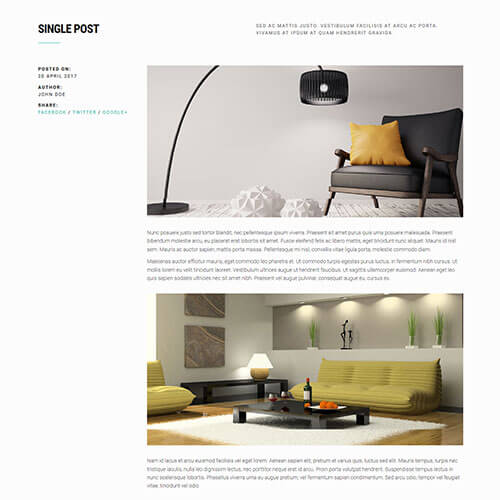 SINGLE POST
SED AC MATTIS JUSTO. VESTIBULUM FACILISIS AT ARCU AC PORTA.
VIVAMUS AT IPSUM AT QUAM HENDRERIT GRAVIDA.
POSTED ON:
20 APRIL 2017
AUTHOR:
JOHN DOE
SHARE:
FACEBOOK / TWITTER / GOOGLE+
Nunc posuere justo sed tortor blandit, nec pellentesque ipsum viverra. Praesent sit amet purus quis urna posuere malesuada. Praesent
bibendum molestie arcu, eu placerat eros lobortis sit amet. Fusce eleifend felis ac libero mattis, eget tincidunt nunc aliquet. Mauris id nisl
sem. Mauris ac auctor sapien, mattis porta massa. Pellentesque mi nisl, convallis vitae ligula porta, molestie commodo diam.
Maecenas auctor efficitur mauris, eget commodo leo pharetra et. Ut commodo turpis egestas purus luctus, in fermentum nibh cursus. Ut
mollis lorem eu velit tincidunt laoreet. Vestibulum ultrices augue ut hendrerit faucibus. Ut sagittis ullamcorper euismod. Aenean eget leo
quis sapien sodales ultricies nec sit amet nibh. Praesent vel augue pulvinar, consequat augue eu, cursus ex.
Nam id lacus et arcu euismod facilisis vel eget lorem. Aenean sapien elit, pretium et varius quis, luctus sed elit. Mauris tempus, turpis nec
tristique iaculis, nulla leo dignissim lectus, nec porttitor neque erat id arcu. Proin porta volutpat hendrerit. Suspendisse tempus lectus in
nunc scelerisque lobortis. Phasellus viverra urna eu augue pretium, vel fermentum sapien condimentum. Sed arcu odio, tempor vel feugiat
vitae, tincidunt vel odio.